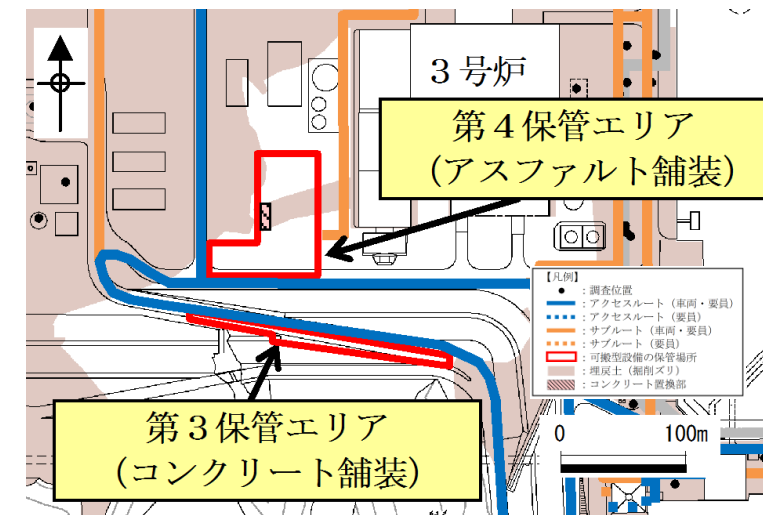 3号炉
第4保管エリア
(アスファルト舗装)
【凡例】
:調査位置
:アクセスルート(車両・要員)
:アクセスルート(要員)
:サブルート(車両・要員)
:サブルート(要員)
:可搬型設備の保管場所
:埋戻土(掘削ズリ)
:コンクリート置換部
第3保管エリア
(コンクリート舗装)
0 100m